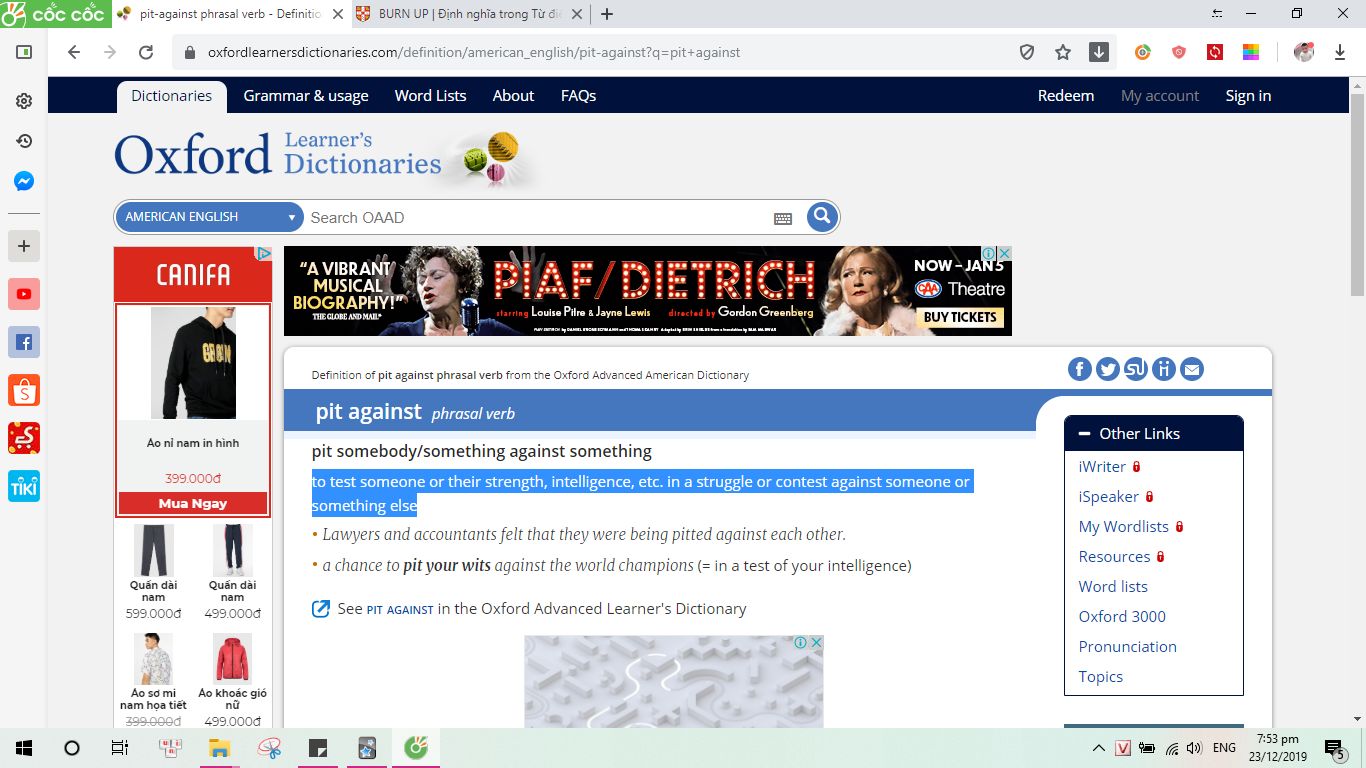 cốc cốc
pit-against phrasal verb - Definitio
BURN UP | Định nghĩa trong Từ đi
oxfordlearnersdictionaries.com/definition/american_english/pit-against?q=pit+against
Dictionaries Grammar & usage Word Lists About FAQs Redeem My account Sign in
Oxford Learner's Dictionaries
AMERICAN ENGLISH Search OAAD
CANIFA
Áo nỉ nam in hình
399.000đ
Mua Ngay
Quần dài nam
599.000đ
Quần dài nam
499.000đ
Áo sơ mi nam họa tiết
399.000đ
Áo khoác gió nữ
499.000đ
"A VIBRANT
MUSICAL
BIOGRAPHY!"
THE GLOBE AND MAIL
PIAF/DIETRICH
starring Louise Pitre & Jayne Lewis directed by Gordon Greenberg
NOW – JAN 5
CAA Theatre
BUY TICKETS
Definition of pit against phrasal verb from the Oxford Advanced American Dictionary
pit against phrasal verb
pit somebody/something against something
to test someone or their strength, intelligence, etc. in a struggle or contest against someone or
something else
• Lawyers and accountants felt that they were being pitted against each other.
• a chance to pit your wits against the world champions (= in a test of your intelligence)
See PIT AGAINST in the Oxford Advanced Learner's Dictionary
Other Links
iWriter
iSpeaker
My Wordlists
Resources
Word lists
Oxford 3000
Pronunciation
Topics
TIKI
ENG
7:53 pm
23/12/2019
5